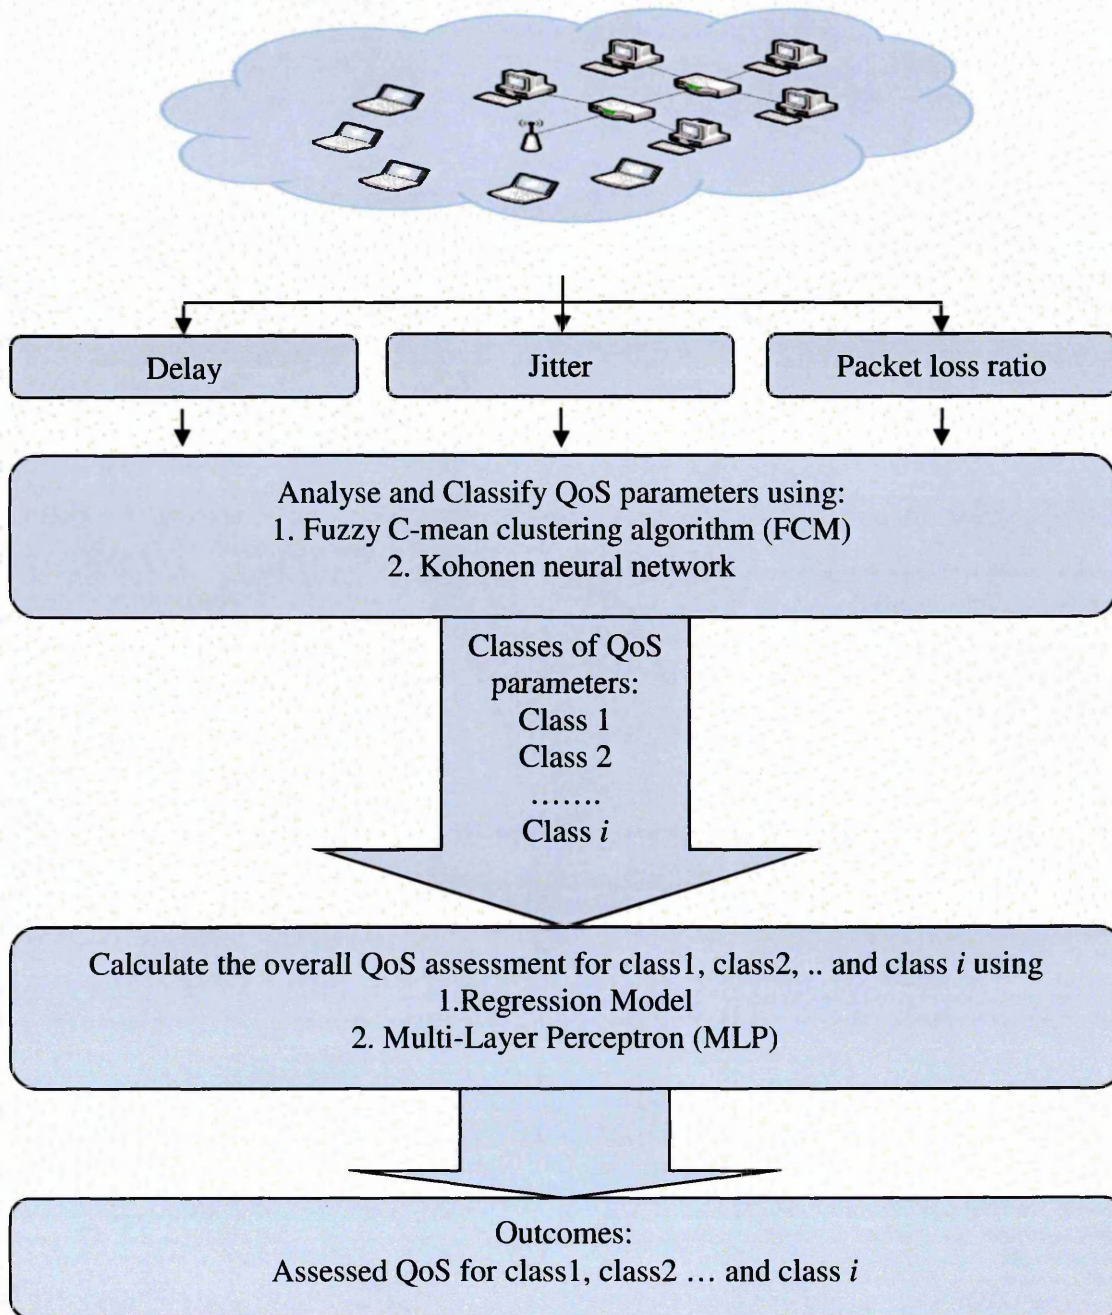 Delay
Jitter
Packet loss ratio
Analyse and Classify QoS parameters using:
1. Fuzzy C-mean clustering algorithm (FCM)
2. Kohonen neural network
Classes of QoS
parameters:
Class 1
Class 2
.......
Class i
Calculate the overall QoS assessment for class1, class2, .. and class i using
1.Regression Model
2. Multi-Layer Perceptron (MLP)
Outcomes:
Assessed QoS for class1, class2 ... and class i